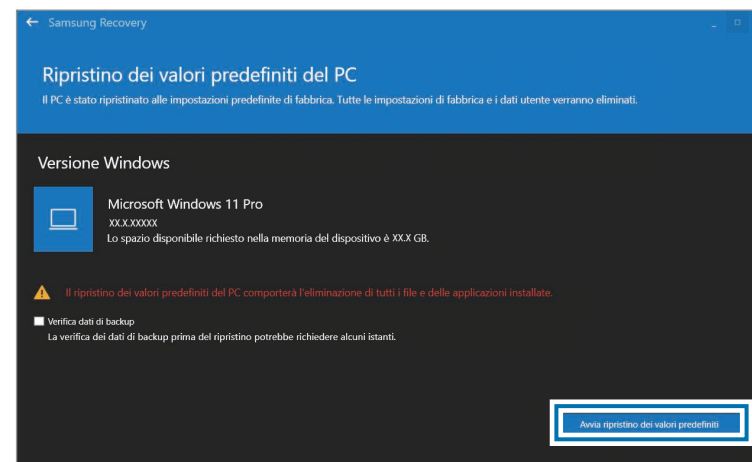 Samsung Recovery
Ripristino dei valori predefiniti del PC
Il PC è stato ripristinato alle impostazioni predefinite di fabbrica. Tutte le impostazioni di fabbrica e i dati utente verranno eliminati.
Versione Windows
Microsoft Windows 11 Pro
XX.X.XXXXX
Lo spazio disponibile richiesto nella memoria del dispositivo è XX.X GB.
Il ripristino dei valori predefiniti del PC comporterà l'eliminazione di tutti i file e delle applicazioni installate.
Verifica dati di backup
La verifica dei dati di backup prima del ripristino potrebbe richiedere alcuni istanti.
Avvia ripristino dei valori predefiniti